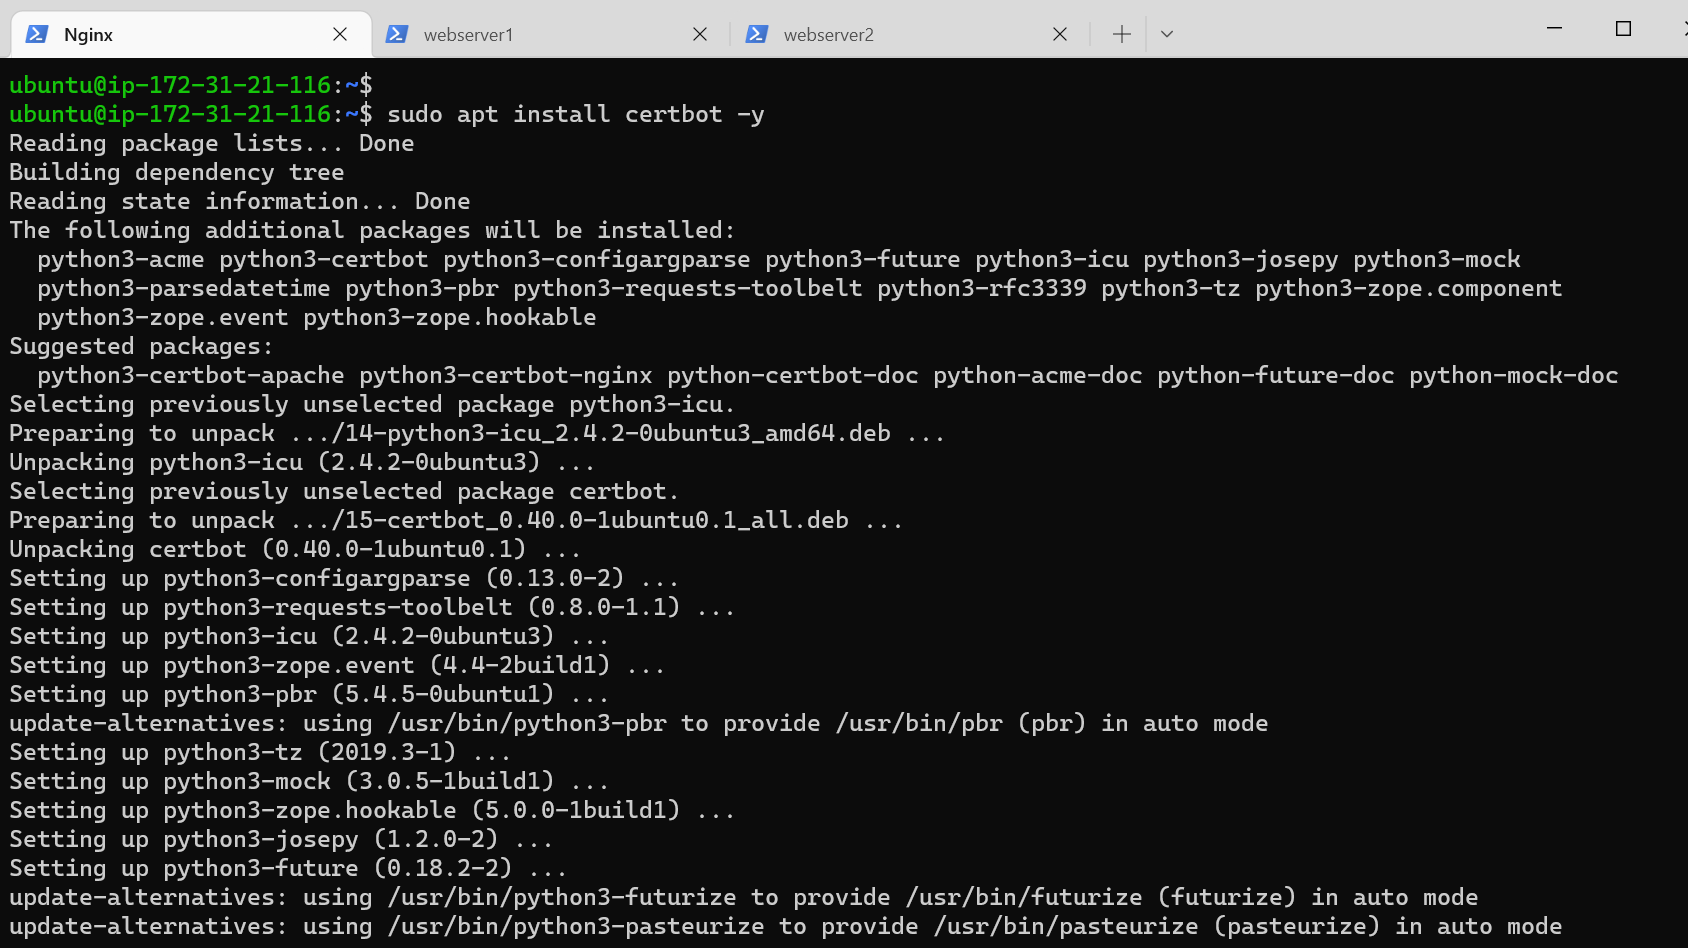 Nginx
webserver1
webserver2
ubuntu@ip-172-31-21-116:~$
ubuntu@ip-172-31-21-116:~$ sudo apt install certbot -y
Reading package lists... Done
Building dependency tree
Reading state information... Done
The following additional packages will be installed:
  python3-acme python3-certbot python3-configargparse python3-future python3-icu python3-josepy python3-mock
  python3-parsedatetime python3-pbr python3-requests-toolbelt python3-rfc3339 python3-tz python3-zope.component
  python3-zope.event python3-zope.hookable
Suggested packages:
  python3-certbot-apache python3-certbot-nginx python-certbot-doc python-acme-doc python-future-doc python-mock-doc
Selecting previously unselected package python3-icu.
Preparing to unpack .../14-python3-icu_2.4.2-0ubuntu3_amd64.deb ...
Unpacking python3-icu (2.4.2-0ubuntu3) ...
Selecting previously unselected package certbot.
Preparing to unpack .../15-certbot_0.40.0-1ubuntu0.1_all.deb ...
Unpacking certbot (0.40.0-1ubuntu0.1) ...
Setting up python3-configargparse (0.13.0-2) ...
Setting up python3-requests-toolbelt (0.8.0-1.1) ...
Setting up python3-icu (2.4.2-0ubuntu3) ...
Setting up python3-zope.event (4.4-2build1) ...
Setting up python3-pbr (5.4.5-0ubuntu1) ...
update-alternatives: using /usr/bin/python3-pbr to provide /usr/bin/pbr (pbr) in auto mode
Setting up python3-tz (2019.3-1) ...
Setting up python3-mock (3.0.5-1build1) ...
Setting up python3-zope.hookable (5.0.0-1build1) ...
Setting up python3-josepy (1.2.0-2) ...
Setting up python3-future (0.18.2-2) ...
update-alternatives: using /usr/bin/python3-futurize to provide /usr/bin/futurize (futurize) in auto mode
update-alternatives: using /usr/bin/python3-pasteurize to provide /usr/bin/pasteurize (pasteurize) in auto mode